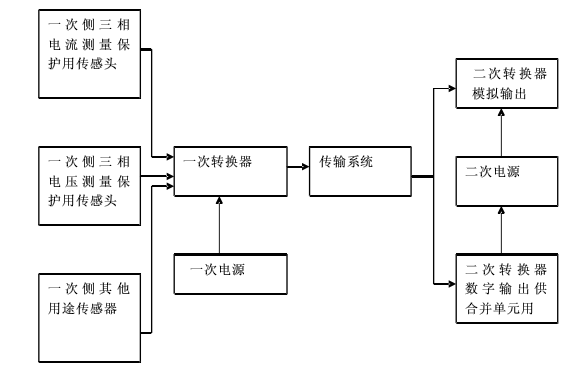 一次侧三相
电流测量保
护用传感头
一次侧三相
电压测量保
护用传感头
一次侧其他
用途传感器
一次转换器
一次电源
传输系统
二次转换器
模拟输出
二次电源
二次转换器
数字输出供
合并单元用